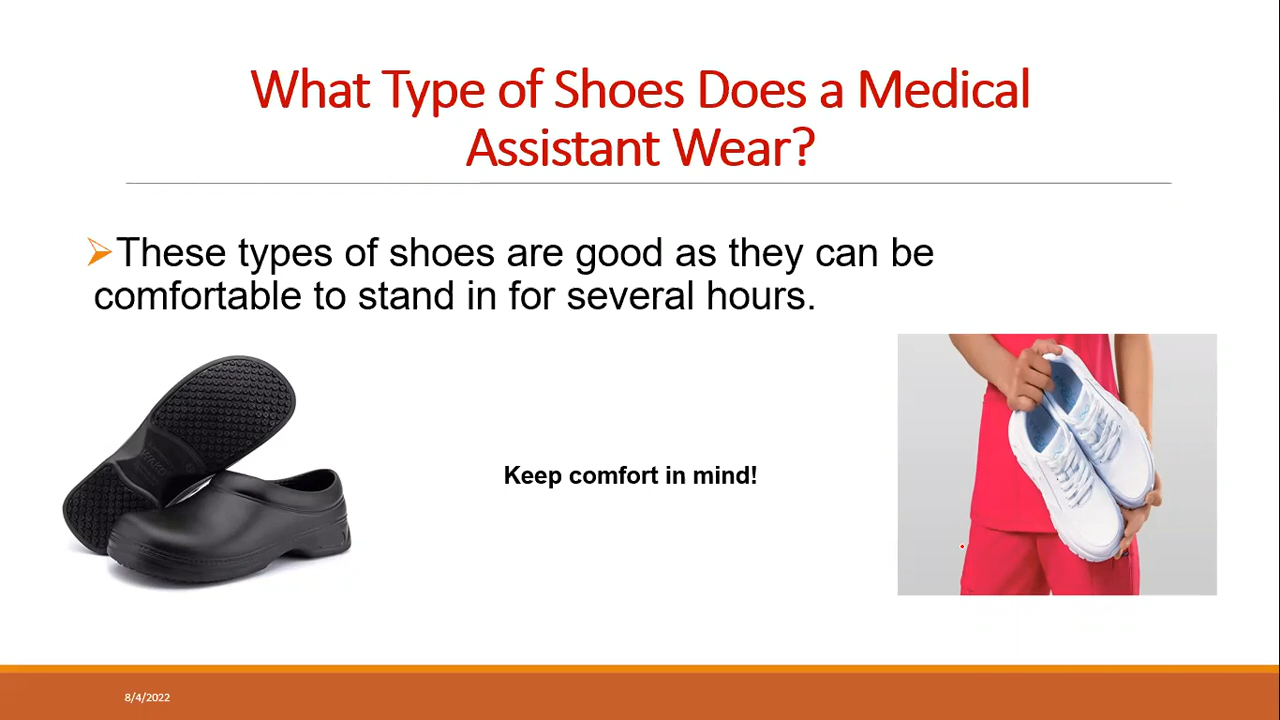 What Type of Shoes Does a Medical
Assistant Wear?
These types of shoes are good as they can be
comfortable to stand in for several hours.
Keep comfort in mind!
8/4/2022